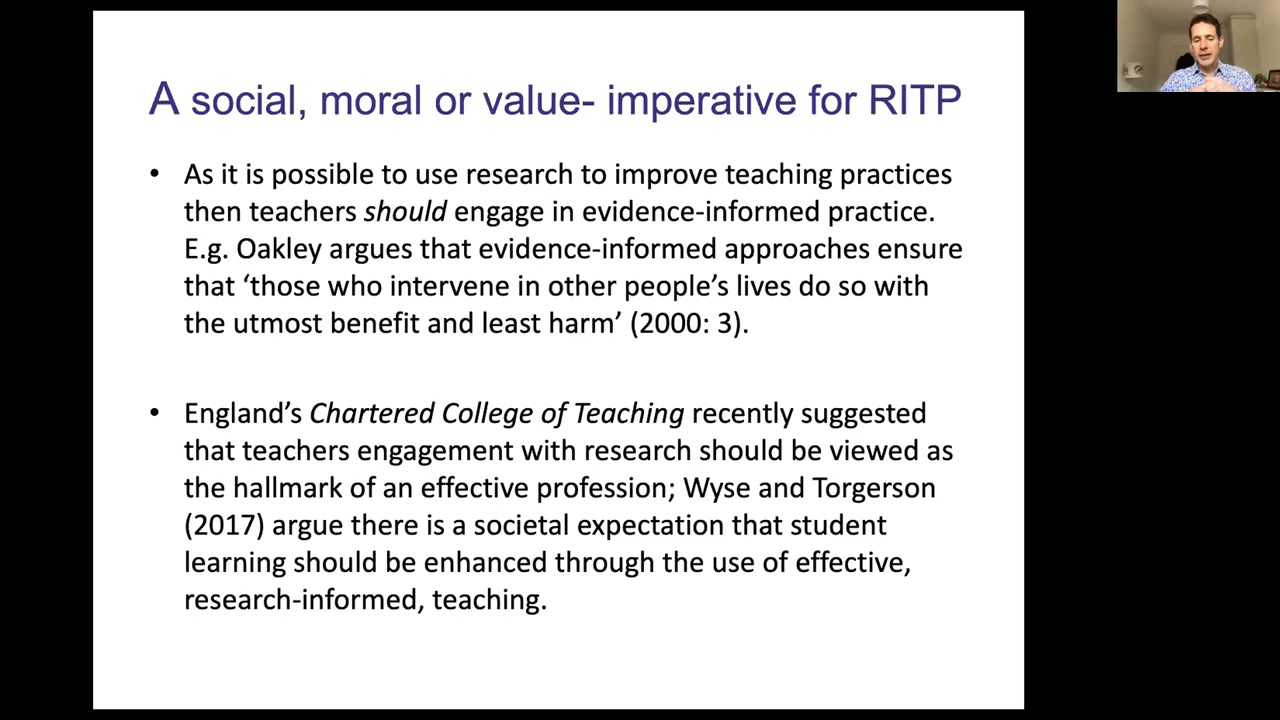 A social, moral or value- imperative for RITP
• As it is possible to use research to improve teaching practices
then teachers should engage in evidence-informed practice.
E.g. Oakley argues that evidence-informed approaches ensure
that ‘those who intervene in other people’s lives do so with
the utmost benefit and least harm’ (2000: 3).
• England’s Chartered College of Teaching recently suggested
that teachers engagement with research should be viewed as
the hallmark of an effective profession; Wyse and Torgerson
(2017) argue there is a societal expectation that student
learning should be enhanced through the use of effective,
research-informed, teaching.